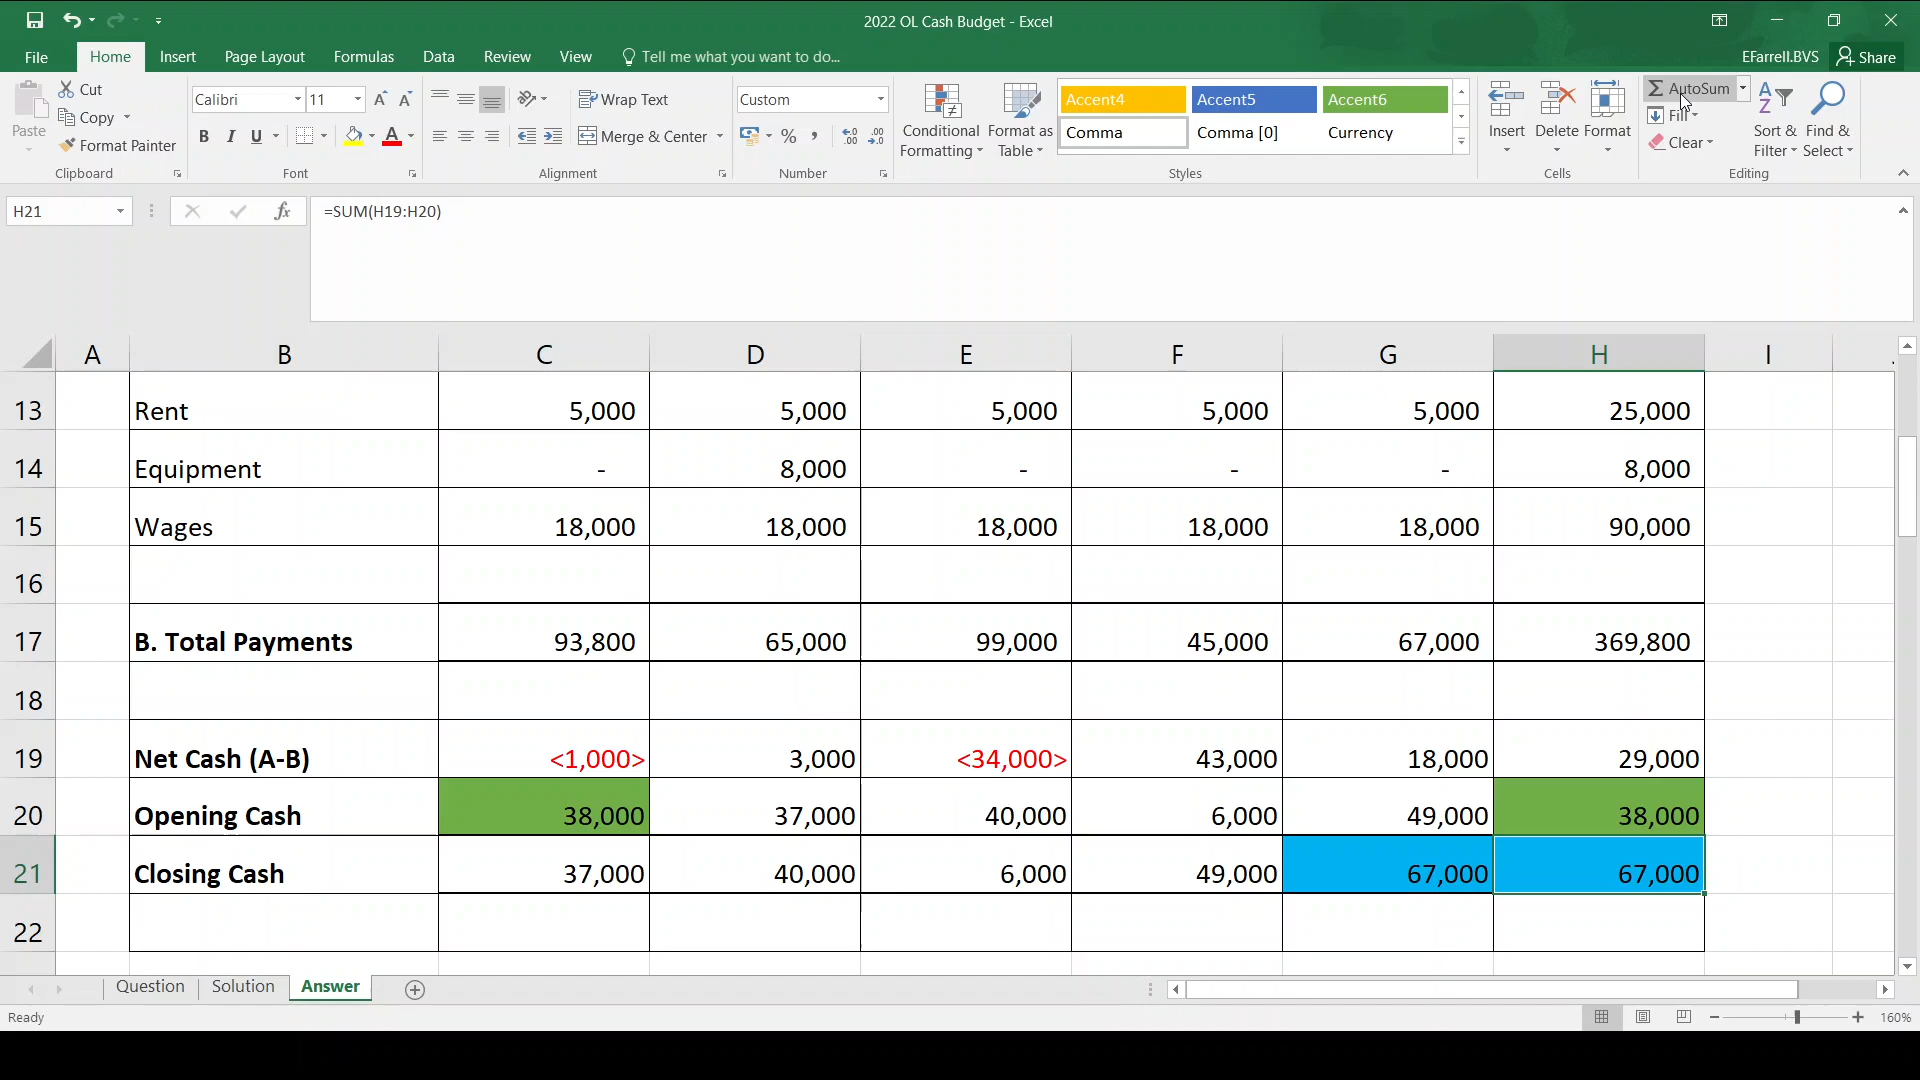 2022 OL Cash Budget - Excel
File Home Insert Page Layout Formulas Data Review View Tell me what you want to do... EFarrell.BVS Share
Paste
Cut
Copy
Format Painter
Clipboard
Calibri 11
B I U
Font
Wrap Text
Merge & Center
Alignment
Custom
%
Number
Conditional Formatting
Format as Table
Accent4 Accent5 Accent6
Comma Comma [0] Currency
Styles
Insert Delete Format
Cells
AutoSum
Fill
Clear
Sort & Filter
Find & Select
Editing
H21 fx =SUM(H19:H20)
A B C D E F G H I
13 Rent 5,000 5,000 5,000 5,000 5,000 25,000
14 Equipment - 8,000 - - - 8,000
15 Wages 18,000 18,000 18,000 18,000 18,000 90,000
16
17 B. Total Payments 93,800 65,000 99,000 45,000 67,000 369,800
18
19 Net Cash (A-B) <1,000> 3,000 <34,000> 43,000 18,000 29,000
20 Opening Cash 38,000 37,000 40,000 6,000 49,000 38,000
21 Closing Cash 37,000 40,000 6,000 49,000 67,000 67,000
22
Question Solution Answer
Ready
160%